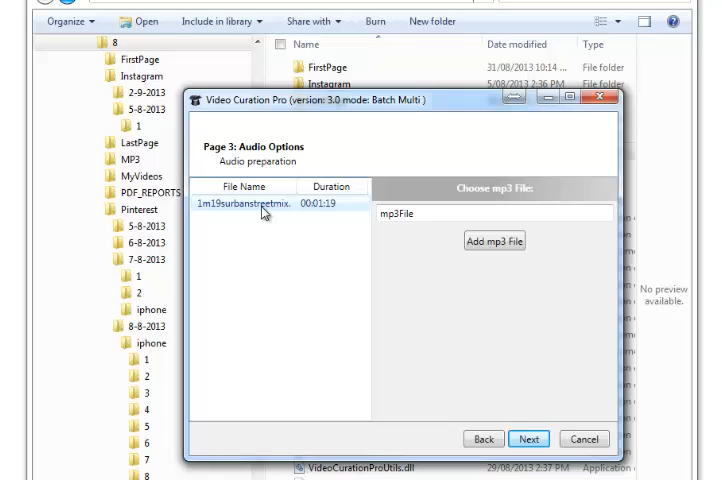 Organize Open Include in library Share with Burn New folder
8
FirstPage
Instagram
2-9-2013
5-8-2013
1
LastPage
MP3
MyVideos
PDF_REPORTS
Pinterest
5-8-2013
6-8-2013
7-8-2013
1
2
iphone
8-8-2013
iphone
1
2
3
4
5
6
7
8
Name Date modified Type
FirstPage 31/08/2013 10:14 ... File folder
Instagram 5/08/2013 2:36 PM File folder
Video Curation Pro (version: 3.0 mode: Batch Multi )
Page 3: Audio Options
Audio preparation
File Name Duration
1m19surbanstreetmix. 00:01:19
Choose mp3 File:
mp3File
Add mp3 File
Back Next Cancel
No preview
available.
VideoCurationProUtils.dll 29/08/2013 2:37 PM Application